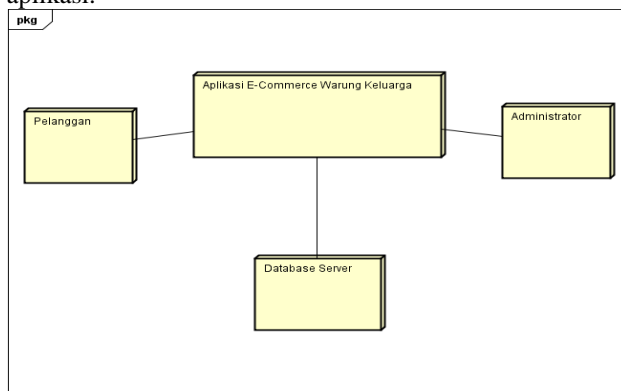 aplikasi.
pkg
Aplikasi E-Commerce Warung Keluarga
Pelanggan
Administrator
Database Server